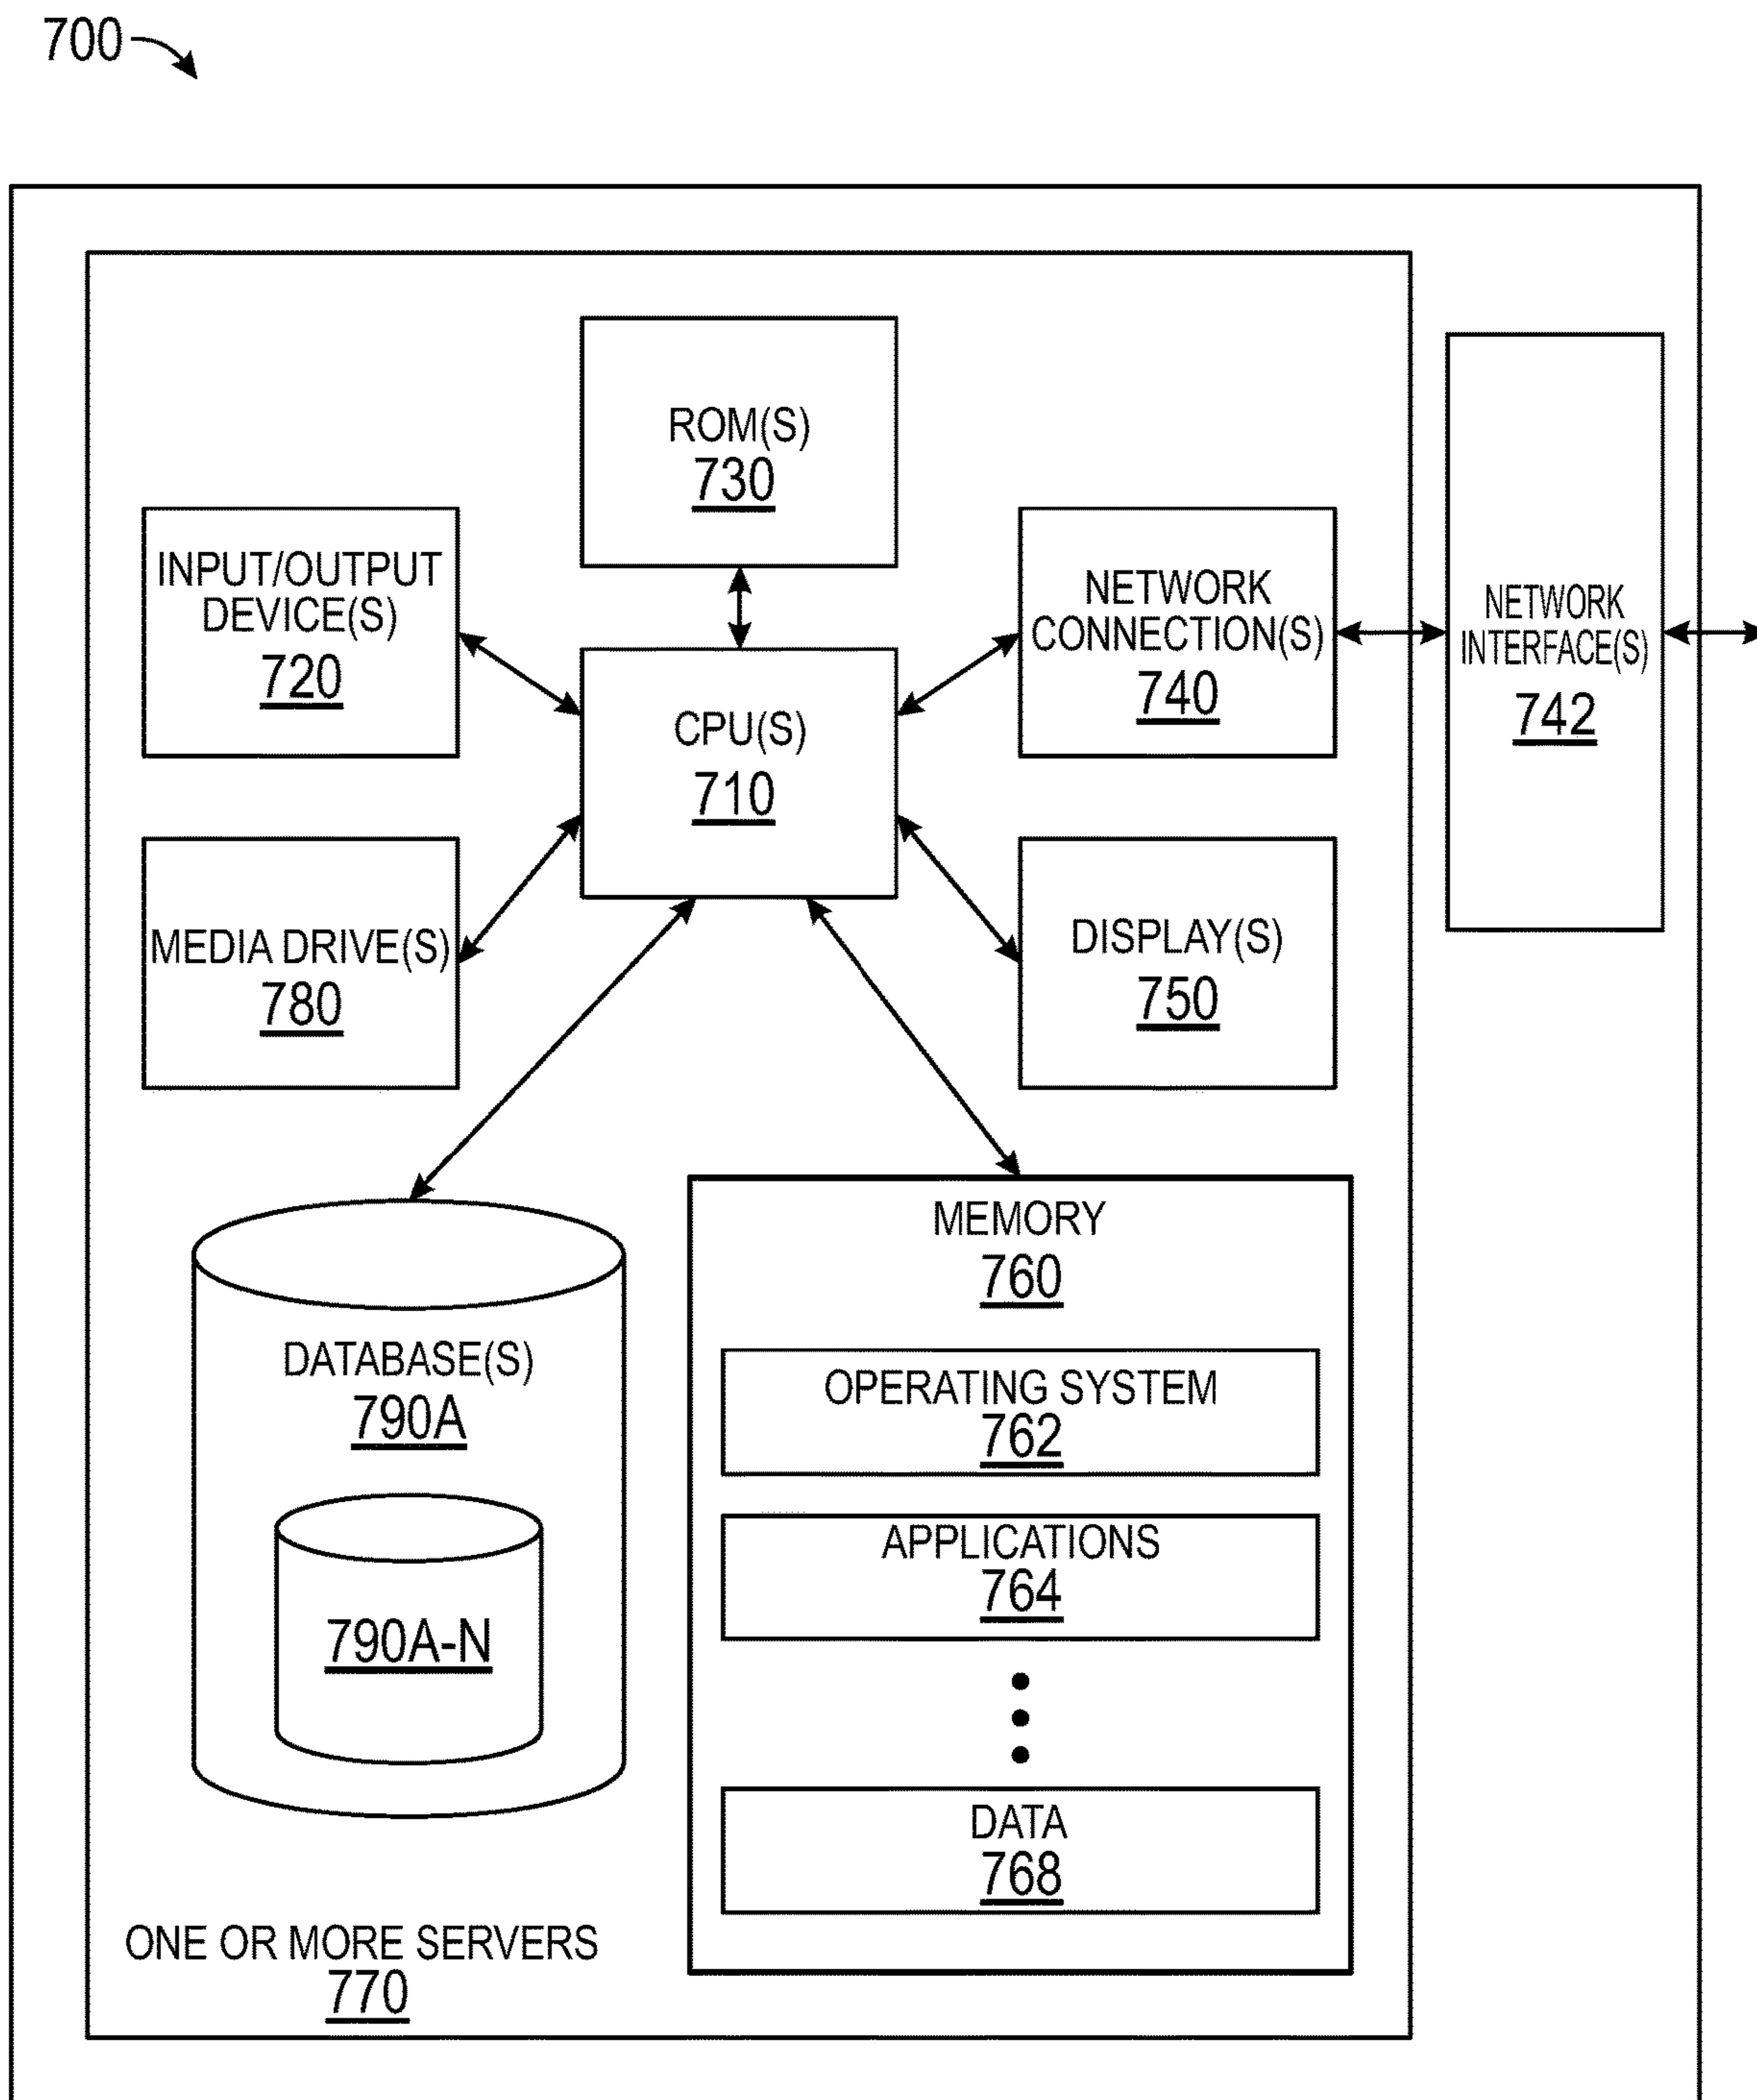 700
ROM(S)
730
INPUT/OUTPUT
DEVICE(S)
720
NETWORK
CONNECTION(S)
740
NETWORK
INTERFACE(S)
742
CPU(S)
710
MEDIA DRIVE(S)
780
DISPLAY(S)
750
MEMORY
760
DATABASE(S)
790A
OPERATING SYSTEM
762
APPLICATIONS
764
790A-N
DATA
768
ONE OR MORE SERVERS
770